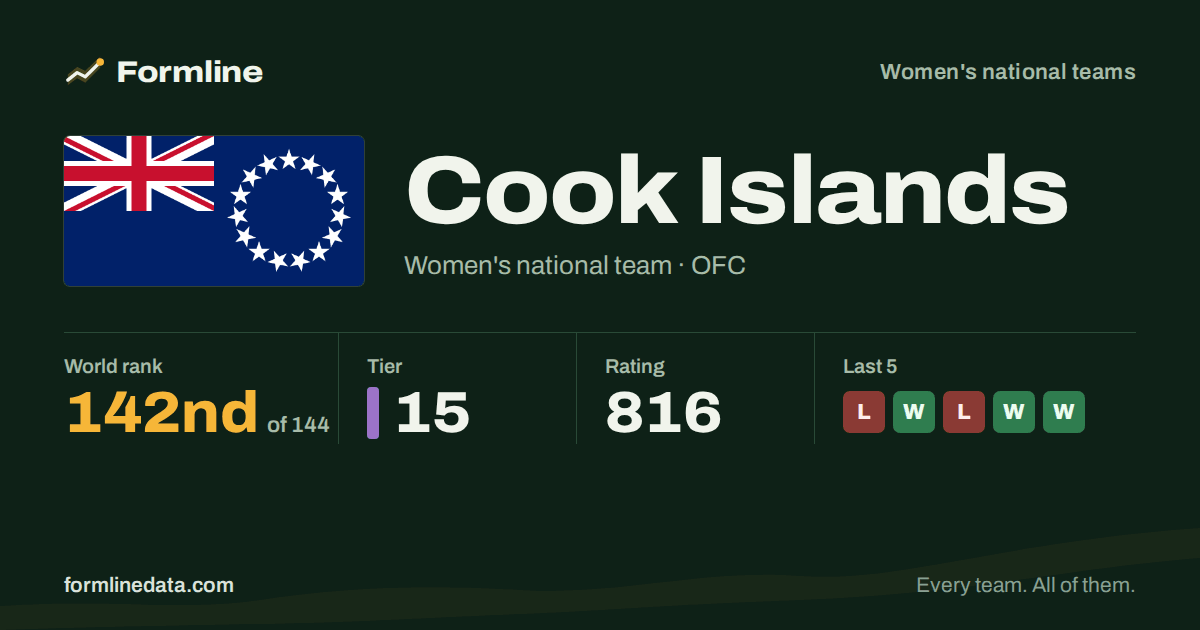 Formline
Women's national teams
Cook Islands
Women's national team · OFC
World rank
142nd of 144
Tier
15
Rating
816
Last 5
L W L W W
formlinedata.com
Every team. All of them.